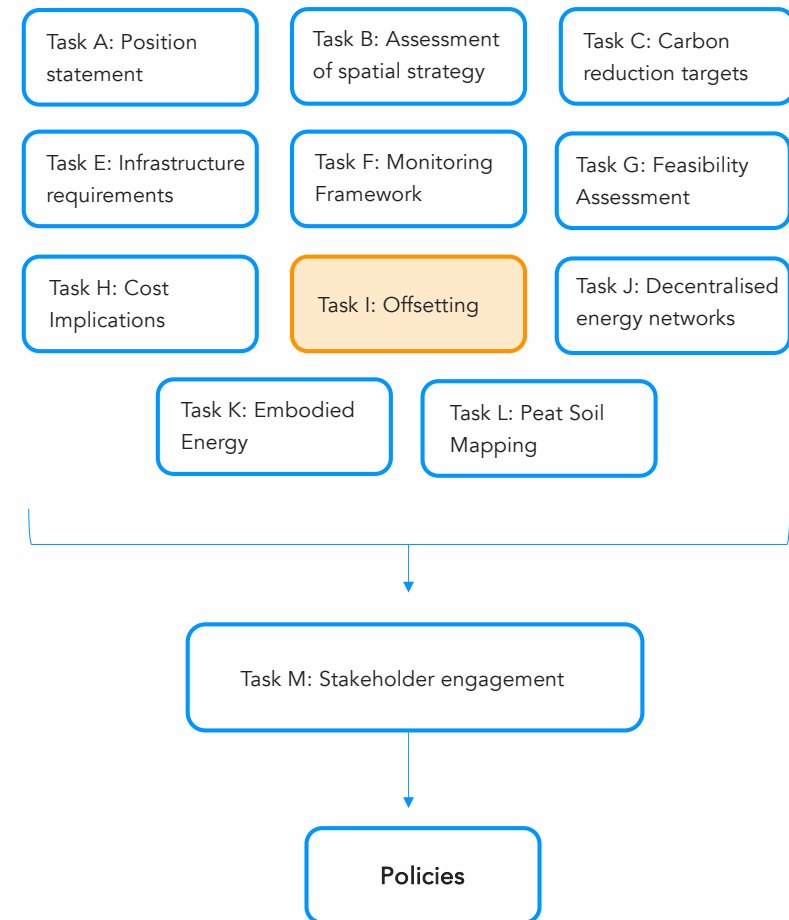 Task A: Position
statement
Task B: Assessment
of spatial strategy
Task C: Carbon
reduction targets
Task E: Infrastructure
requirements
Task F: Monitoring
Framework
Task G: Feasibility
Assessment
Task H: Cost
Implications
Task I: Offsetting
Task J: Decentralised
energy networks
Task K: Embodied
Energy
Task L: Peat Soil
Mapping
Task M: Stakeholder engagement
Policies